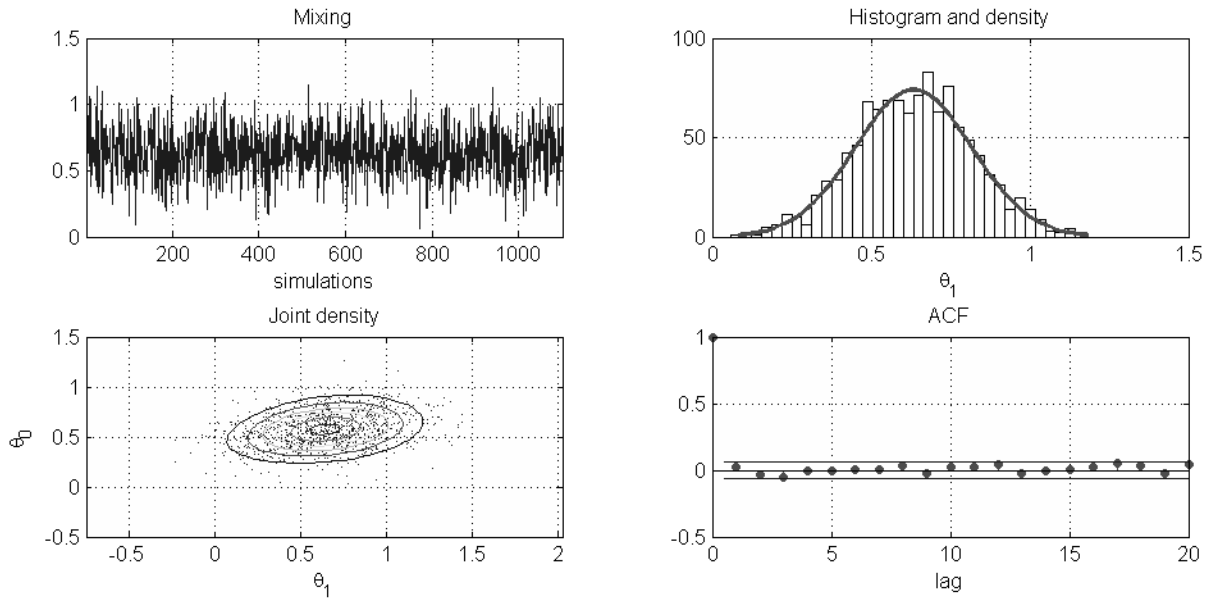 Mixing
1.5
1
0.5
0
200 400 600 800 1000
simulations
Histogram and density
100
50
0
0.5 1 1.5
θ1
Joint density
1.5
1
0.5
0
-0.5
θ0
-0.5 0 0.5 1 1.5 2
θ1
ACF
1
0.5
0
-0.5
0 5 10 15 20
lag